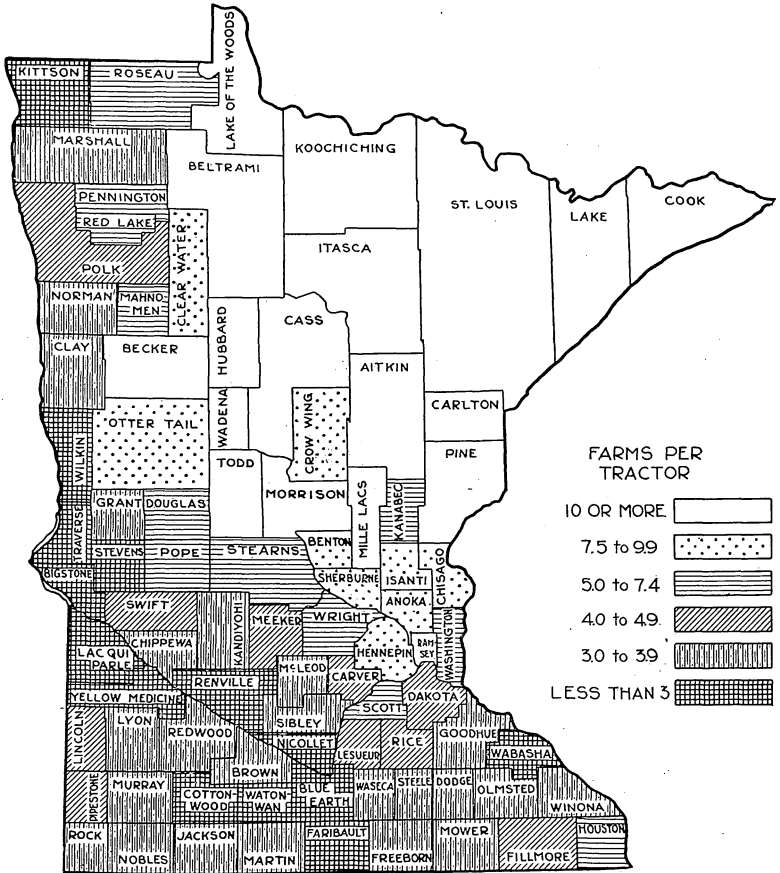 KITTSON
ROSEAU
LAKE OF THE WOODS
MARSHALL
BELTRAMI
KOOCHICHING
ST. LOUIS
LAKE
COOK
PENNINGTON
RED LAKE
POLK
CLEAR WATER
ITASCA
NORMAN
MAHNO-
MEN
HUBBARD
CASS
CLAY
BECKER
AITKIN
WADENA
CROW WING
CARLTON
WILKIN
OTTER TAIL
TODD
MORRISON
MILLE LACS
KANABEC
PINE
FARMS PER
TRACTOR
10 OR MORE
7.5 to 9.9
5.0 to 7.4
4.0 to 4.9
3.0 to 3.9
LESS THAN 3
GRANT
DOUGLAS
TRAVERSE
STEVENS
POPE
STEARNS
BENTON
SHERBURNE
ISANTI
CHISAGO
BIGSTONE
SWIFT
KANDIYOHI
MEEKER
WRIGHT
ANOKA
HENNEPIN
RAM-
SEY
WASHINGTON
LAC QUI
PARLE
CHIPPEWA
RENVILLE
McLEOD
CARVER
SCOTT
DAKOTA
YELLOW MEDICINE
LINCOLN
LYON
REDWOOD
SIBLEY
NICOLLET
LESUEUR
RICE
GOODHUE
WABASHA
PIPESTONE
MURRAY
COTTON-
WOOD
BROWN
WATON-
WAN
BLUE
EARTH
WASECA
STEELE
DODGE
OLMSTED
WINONA
ROCK
NOBLES
JACKSON
MARTIN
FARIBAULT
FREEBORN
MOWER
FILLMORE
HOUSTON